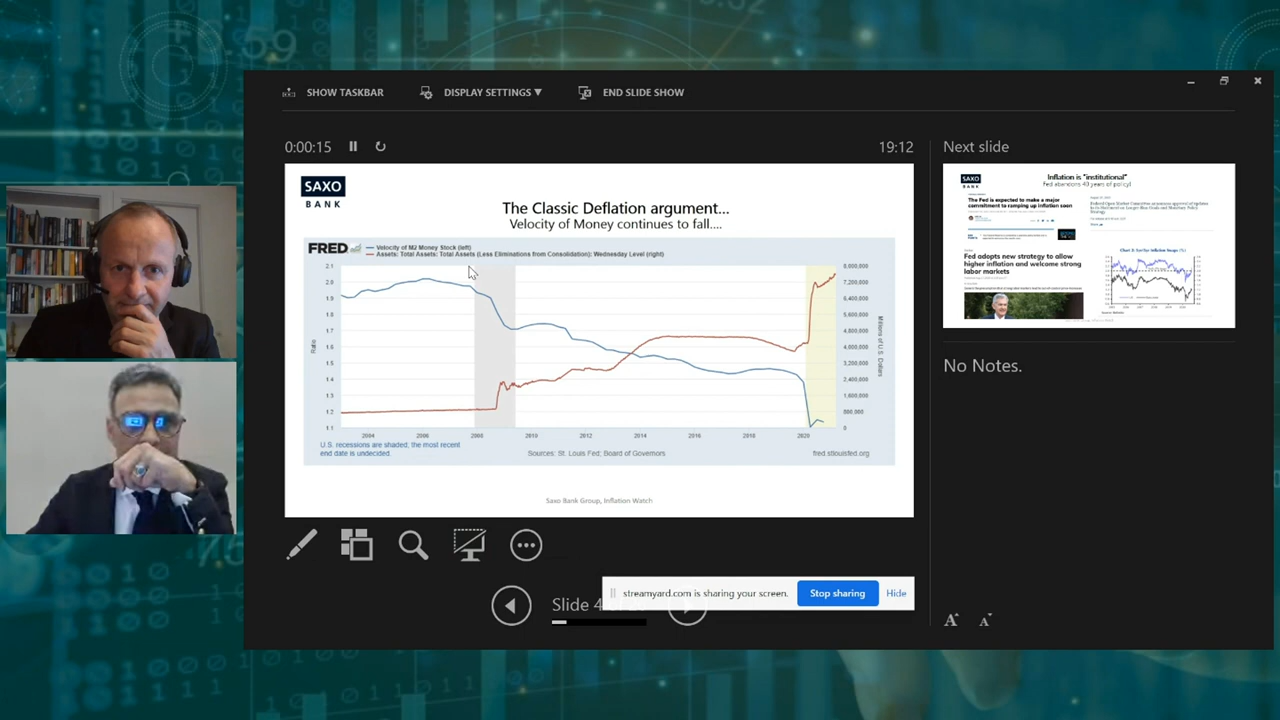 SHOW TASKBAR
DISPLAY SETTINGS ▼
END SLIDE SHOW
0:00:15
19:12
Next slide
SAXO
BANK
The Classic Deflation argument...
Velocity of Money continues to fall....
FRED
Velocity of M2 Money Stock (left)
Assets: Total Assets: Total Assets (Less Eliminations from Consolidation): Wednesday Level (right)
2.1
2.0
1.9
1.8
1.7
1.6
1.5
1.4
1.3
1.2
1.1
Ratio
8,000,000
7,200,000
6,400,000
5,600,000
4,800,000
4,000,000
3,200,000
2,400,000
1,600,000
800,000
0
Millions of U.S. Dollars
2004
2006
2008
2010
2012
2014
2016
2018
2020
U.S. recessions are shaded; the most recent
end date is undecided.
Sources: St. Louis Fed; Board of Governors
fred.stlouisfed.org
Saxo Bank Group, Inflation Watch
SAXO
BANK
Inflation is "institutional"
Fed abandons 40 years of policy!
The Fed is expected to make a major
commitment to ramping up inflation soon
Fed adopts new strategy to allow
higher inflation and welcome strong
labor markets
No Notes.
streamyard.com is sharing your screen.
Stop sharing
Hide
Slide 4
A
A